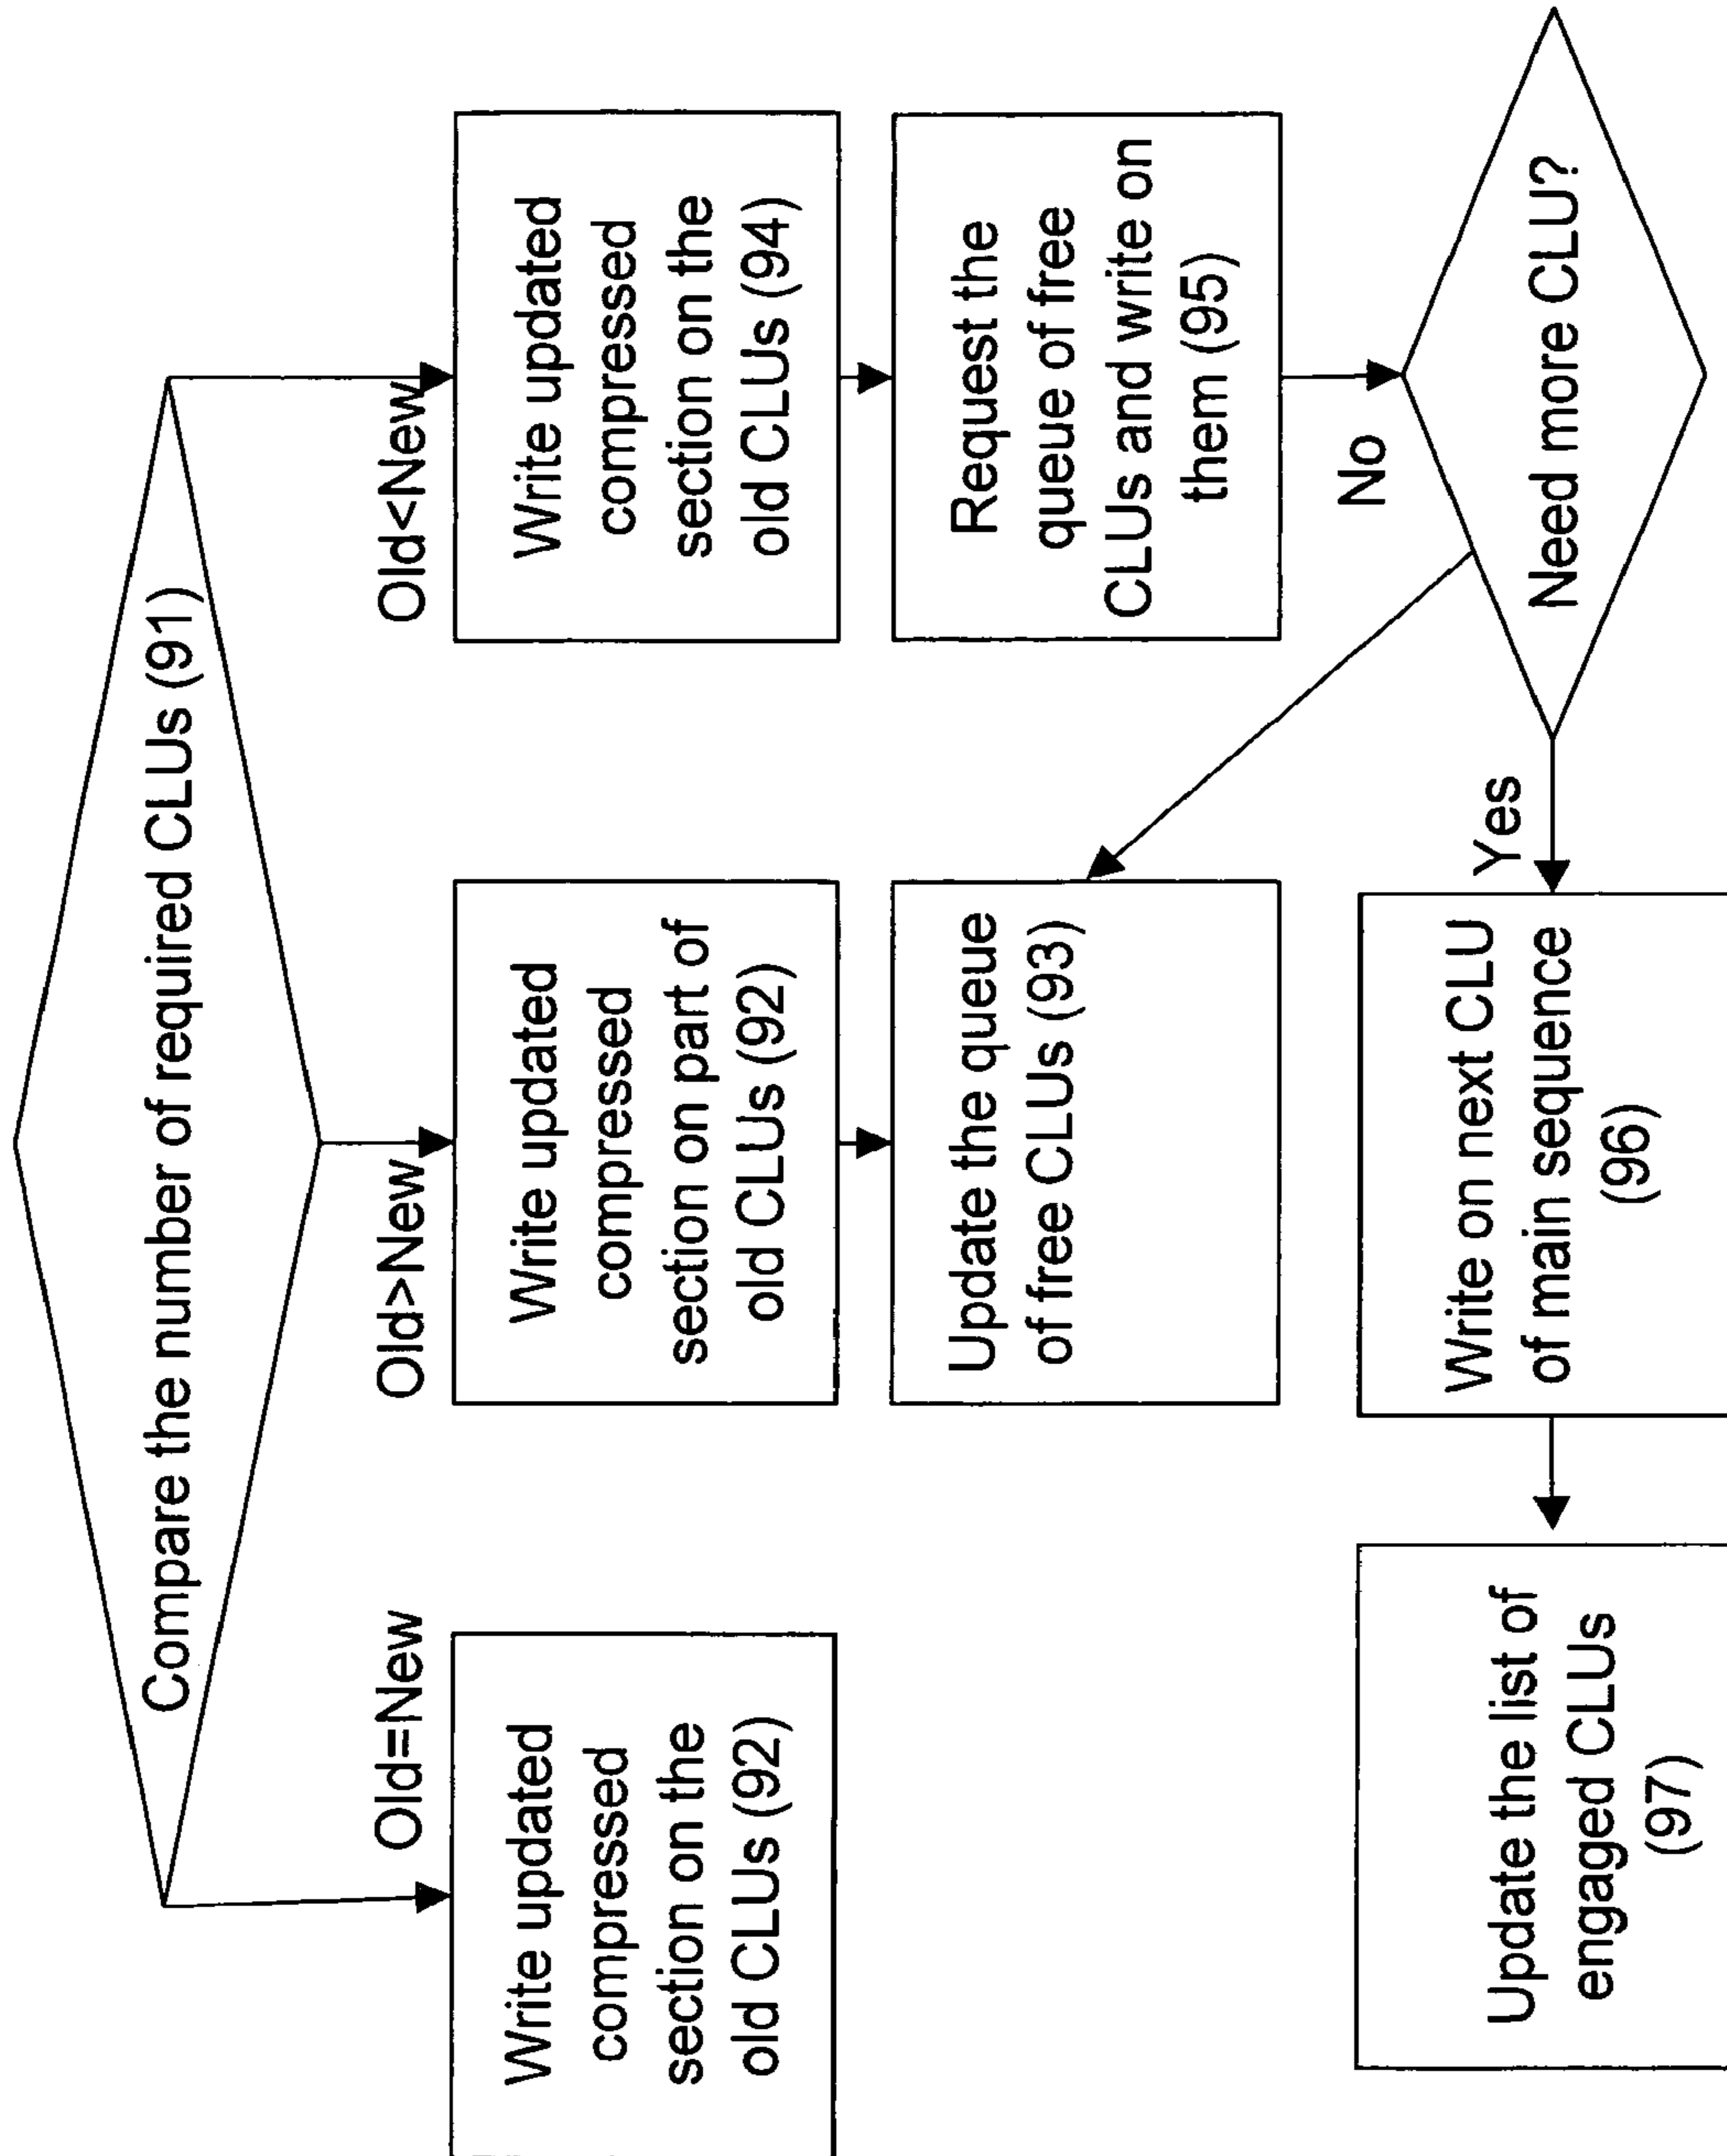 Compare the number of required CLUs (91)
Old=New
Old>New
Old<New
Write updated
compressed
section on the
old CLUs (92)
Write updated
compressed
section on part of
old CLUs (92)
Write updated
compressed
section on the
old CLUs (94)
Update the queue
of free CLUs (93)
Request the
queue of free
CLUs and write on
them (95)
No
Need more CLU?
Yes
Write on next CLU
of main sequence
(96)
Update the list of
engaged CLUs
(97)